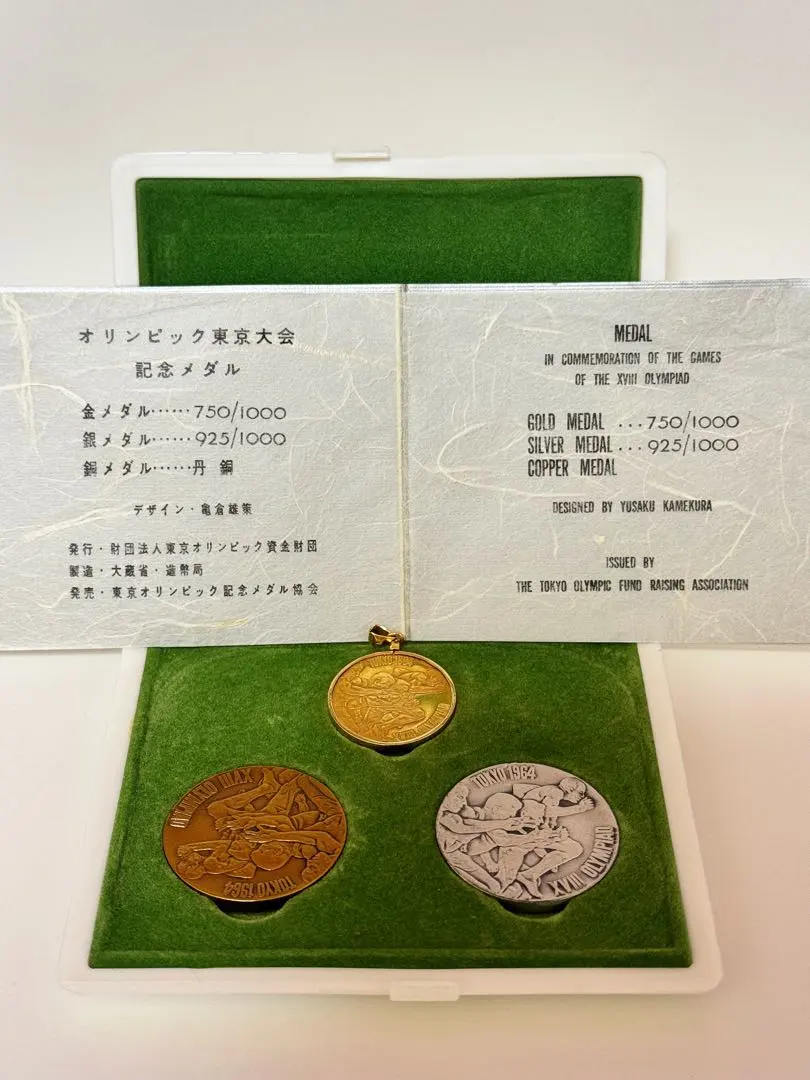 オリンピック東京大会
記念メダル
金メダル……750/1000
銀メダル……925/1000
銅メダル……丹 銅
デザイン・亀倉雄策
発行・財団法人東京オリンピック資金財団
製造・大蔵省・造幣局
発売・東京オリンピック記念メダル協会
MEDAL
IN COMMEMORATION OF THE GAMES
OF THE XVIII OLYMPIAD
GOLD MEDAL ...750/1000
SILVER MEDAL...925/1000
COPPER MEDAL
DESIGNED BY YUSAKU KAMEKURA
ISSUED BY
THE TOKYO OLYMPIC FUND RAISING ASSOCIATION
TOKYO 1964
XVIII OLYMPIAD
TOKYO 1964
XVIII OLYMPIAD
TOKYO 1964